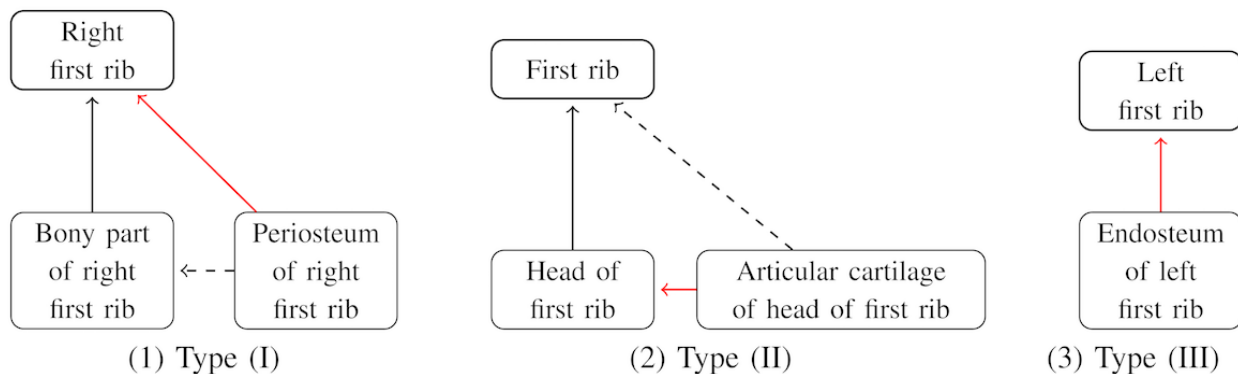 Right
first rib
Bony part
of right
first rib
Periosteum
of right
first rib
(1) Type (I)
First rib
Head of
first rib
Articular cartilage
of head of first rib
(2) Type (II)
Left
first rib
Endosteum
of left
first rib
(3) Type (III)